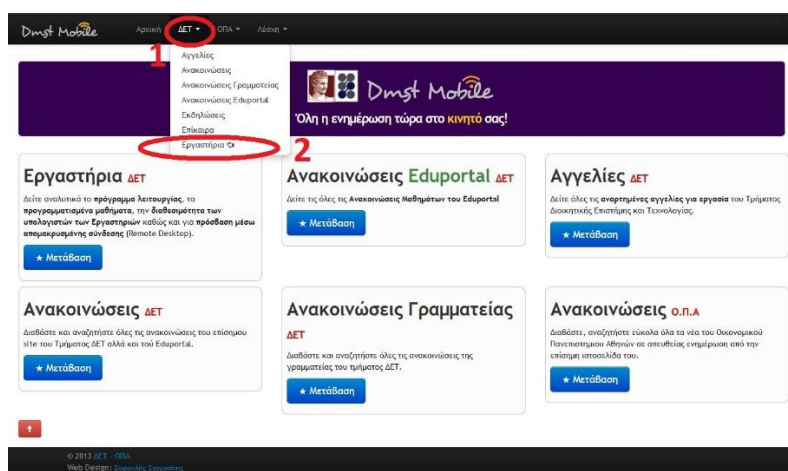 Dmst Mobile Αρχική ΔΕΤ ΟΠΑ Λέσχη
1
Αγγελίες
Ανακοινώσεις
Ανακοινώσεις Γραμματείας
Ανακοινώσεις Eduportal
Εκδηλώσεις
Επίκαιρα
Εργαστήρια
2
Dmst Mobile
Όλη η ενημέρωση τώρα στο κινητό σας!
Εργαστήρια ΔΕΤ
Δείτε αναλυτικά το πρόγραμμα λειτουργίας, τα
προγραμματισμένα μαθήματα, την διαθεσιμότητα των
υπολογιστών των Εργαστηριών καθώς και για πρόσβαση μέσω
απομακρυσμένης σύνδεσης (Remote Desktop).
★ Μετάβαση
Ανακοινώσεις Eduportal ΔΕΤ
Δείτε τις όλες τις Ανακοινώσεις Μαθημάτων του Eduportal
★ Μετάβαση
Αγγελίες ΔΕΤ
Δείτε όλες τις αναρτημένες αγγελίες για εργασία του Τμήματος
Διοικητικής Επιστήμης και Τεχνολογίας.
★ Μετάβαση
Ανακοινώσεις ΔΕΤ
Διαβάστε και αναζητήστε όλες τις ανακοινώσεις του επίσημου
site του Τμήματος ΔΕΤ αλλά και τού Eduportal.
★ Μετάβαση
Ανακοινώσεις Γραμματείας
ΔΕΤ
Διαβάστε και αναζητήστε όλες τις ανακοινώσεις της
γραμματείας του τμήματος ΔΕΤ.
★ Μετάβαση
Ανακοινώσεις Ο.Π.Α
Διαβάστε, αναζητήστε εύκολα όλα τα νέα του Οικονομικού
Πανεπιστημιου Αθηνών σε απευθείας ενημέρωση από την
επίσημη ιστοσελίδα του.
★ Μετάβαση
© 2013 ΔΕΤ - ΟΠΑ
Web Design: Σοφοκλής Σταυράτης